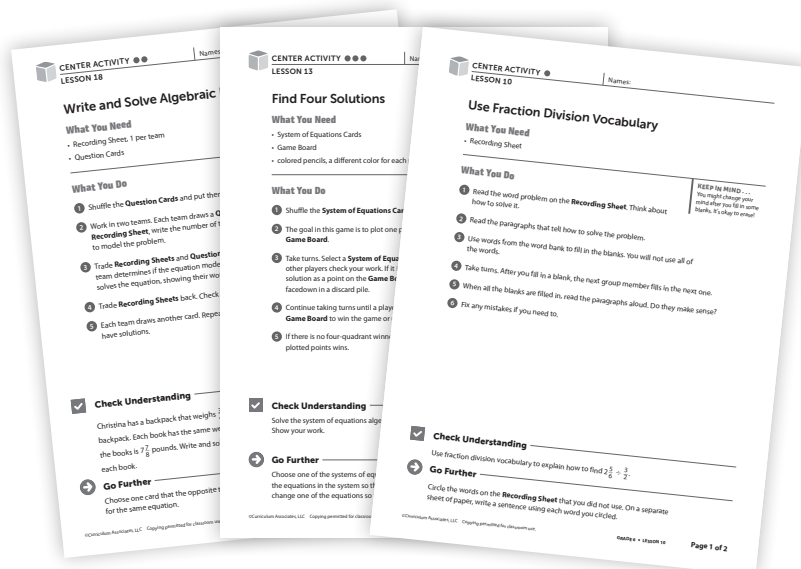 CENTER ACTIVITY
Names:
LESSON 18
Write and Solve Algebraic
What You Need
• Recording Sheet, 1 per team
• Question Cards
What You Do
1 Shuffle the Question Cards and put them
2 Work in two teams. Each team draws a
Recording Sheet, write the number of
to model the problem.
3 Trade Recording Sheets and Question
team determines if the equation
solves the equation, showing their
4 Trade Recording Sheets back. Check
5 Each team draws another card.
have solutions.
Check Understanding
Christina has a backpack that weighs
backpack. Each book has the same
the books is 7 7/8 pounds. Write and
each book.
Go Further
Choose one card that the opposite
for the same equation.
©Curriculum Associates, LLC Copying permitted for classroom
CENTER ACTIVITY
LESSON 13
Find Four Solutions
What You Need
• System of Equations Cards
• Game Board
• colored pencils, a different color for each
What You Do
1 Shuffle the System of Equations
2 The goal in this game is to plot one
Game Board.
3 Take turns. Select a System of
other players check your work. If it
solution as a point on the Game
facedown in a discard pile.
4 Continue taking turns until a
Game Board to win the game or
5 If there is no four-quadrant
plotted points wins.
Check Understanding
Solve the system of equations
Show your work.
Go Further
Choose one of the systems of
the equations in the system so
change one of the equations so
©Curriculum Associates, LLC Copying permitted for
CENTER ACTIVITY
Names:
LESSON 10
Use Fraction Division Vocabulary
What You Need
• Recording Sheet
What You Do
KEEP IN MIND . . .
You might change your
mind after you fill in some
blanks. It's okay to erase!
1 Read the word problem on the Recording Sheet. Think about
how to solve it.
2 Read the paragraphs that tell how to solve the problem.
3 Use words from the word bank to fill in the blanks. You will not use all of
the words.
4 Take turns. After you fill in a blank, the next group member fills in the next one.
5 When all the blanks are filled in, read the paragraphs aloud. Do they make sense?
6 Fix any mistakes if you need to.
Check Understanding
Use fraction division vocabulary to explain how to find 2 5/6 ÷ 3/2.
Go Further
Circle the words on the Recording Sheet that you did not use. On a separate
sheet of paper, write a sentence using each word you circled.
©Curriculum Associates, LLC Copying permitted for classroom use.
GRADE 6 • LESSON 10 Page 1 of 2